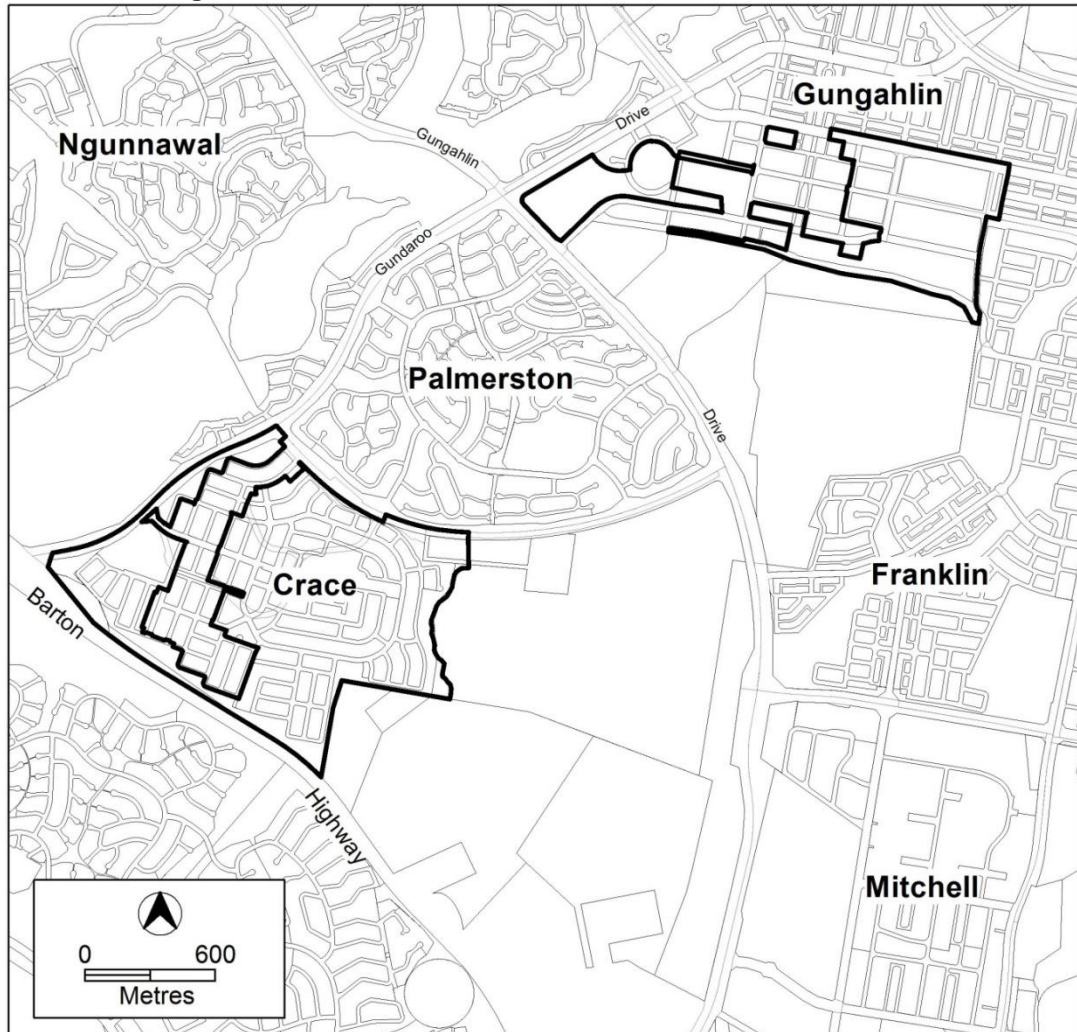 Gungahlin
Ngunnawal
Drive
Gungahlin
Gundaroo
Palmerston
Drive
Crace
Franklin
Barton
Highway
Mitchell
0 600
Metres